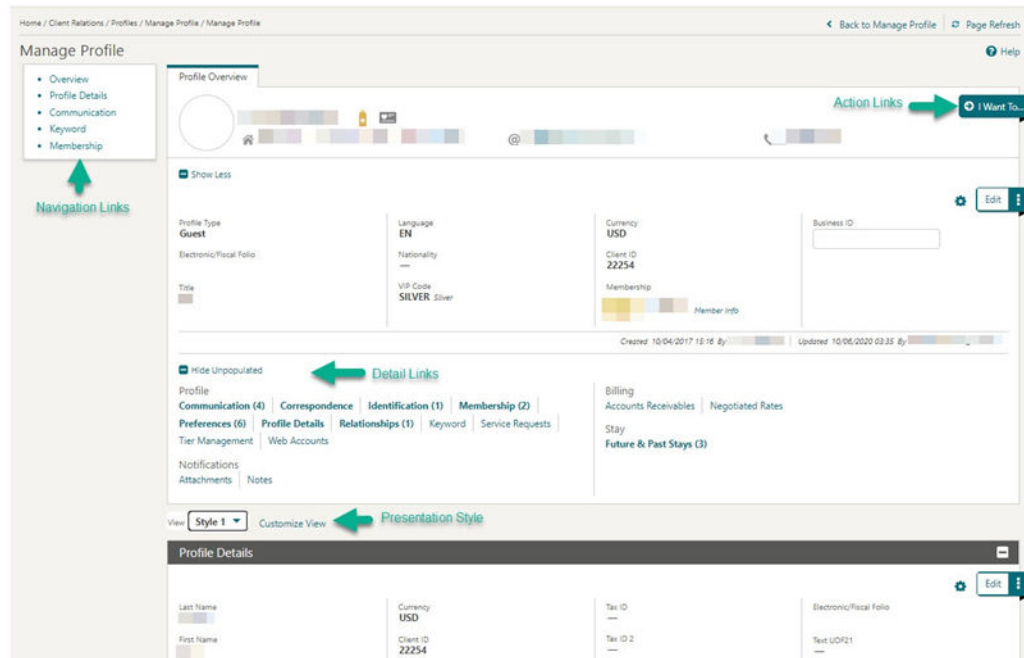 Home / Client Relations / Profiles / Manage Profile / Manage Profile
Back to Manage Profile
Page Refresh
Manage Profile
Help
Overview
Profile Details
Communication
Keyword
Membership
Navigation Links
Profile Overview
Action Links
I Want To...
@
Show Less
Edit
Profile Type
Guest
Language
EN
Currency
USD
Business ID
Electronic/Fiscal Folio
Nationality
—
Client ID
22254
Title
VIP Code
SILVER Silver
Membership
Member Info
Created 10/04/2017 15:16 By
Updated 10/06/2020 03:35 By
Hide Unpopulated
Detail Links
Profile
Communication (4) Correspondence Identification (1) Membership (2)
Preferences (6) Profile Details Relationships (1) Keyword Service Requests
Tier Management Web Accounts
Notifications
Attachments Notes
Billing
Accounts Receivables Negotiated Rates
Stay
Future & Past Stays (3)
View Style 1 Customize View
Presentation Style
Profile Details
Edit
Last Name
Currency
USD
Tax ID
—
Electronic/Fiscal Folio
First Name
Client ID
22254
Tax ID 2
—
Text UDF21
—